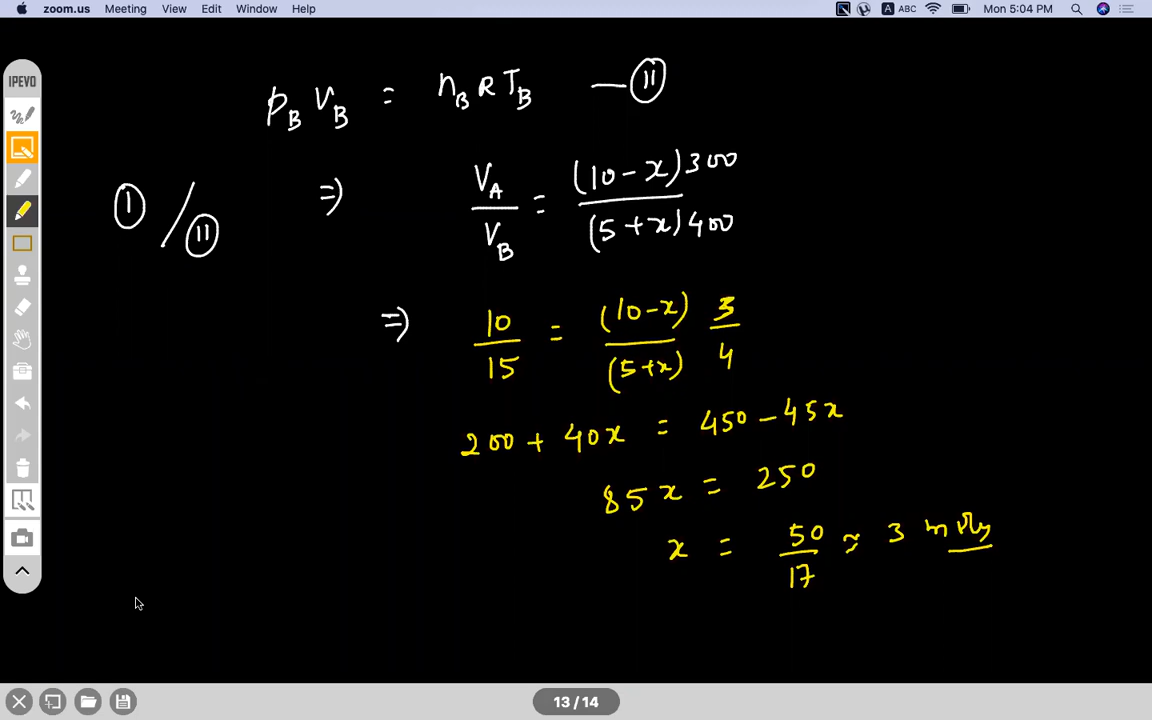 zoom.us Meeting View Edit Window Help A ABC Mon 5:04 PM
IPEVO
p_B V_B = n_B R T_B — II
I / II ⇒ V_A / V_B = (10 - x) 300 / (5 + x) 400
⇒ 10 / 15 = (10 - x) / (5 + x) 3 / 4
200 + 40x = 450 - 45x
85x = 250
x = 50 / 17 ≈ 3 moles
13 / 14